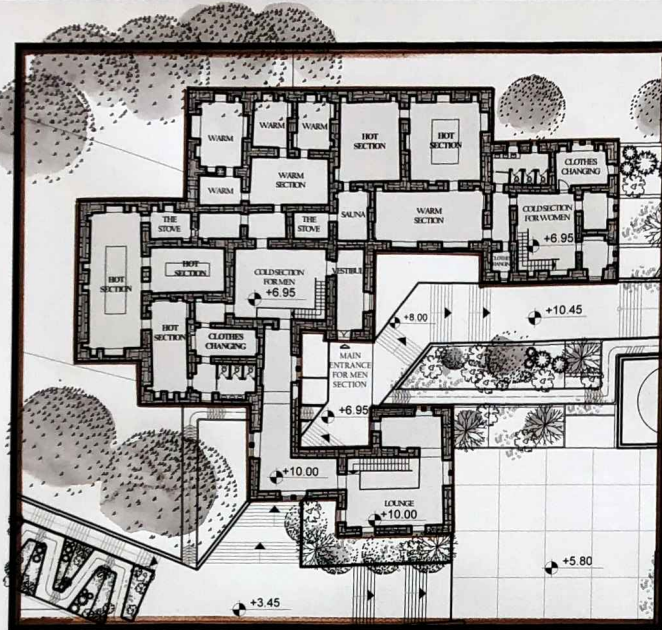 WARM
WARM
WARM
HOT
SECTION
HOT
SECTION
WARM
WARM
SECTION
CLOTHES
CHANGING
THE
STOVE
THE
STOVE
SAUNA
WARM
SECTION
COLD SECTION
FOR WOMEN
+6.95
HOT
SECTION
HOT
SECTION
COLD SECTION
FOR MEN
+6.95
HOT
SECTION
CLOTHES
CHANGING
+8.00
+10.45
MAIN
ENTRANCE
FOR MEN
SECTION
+6.95
+10.00
LOUNGE
+10.00
+5.80
+3.45